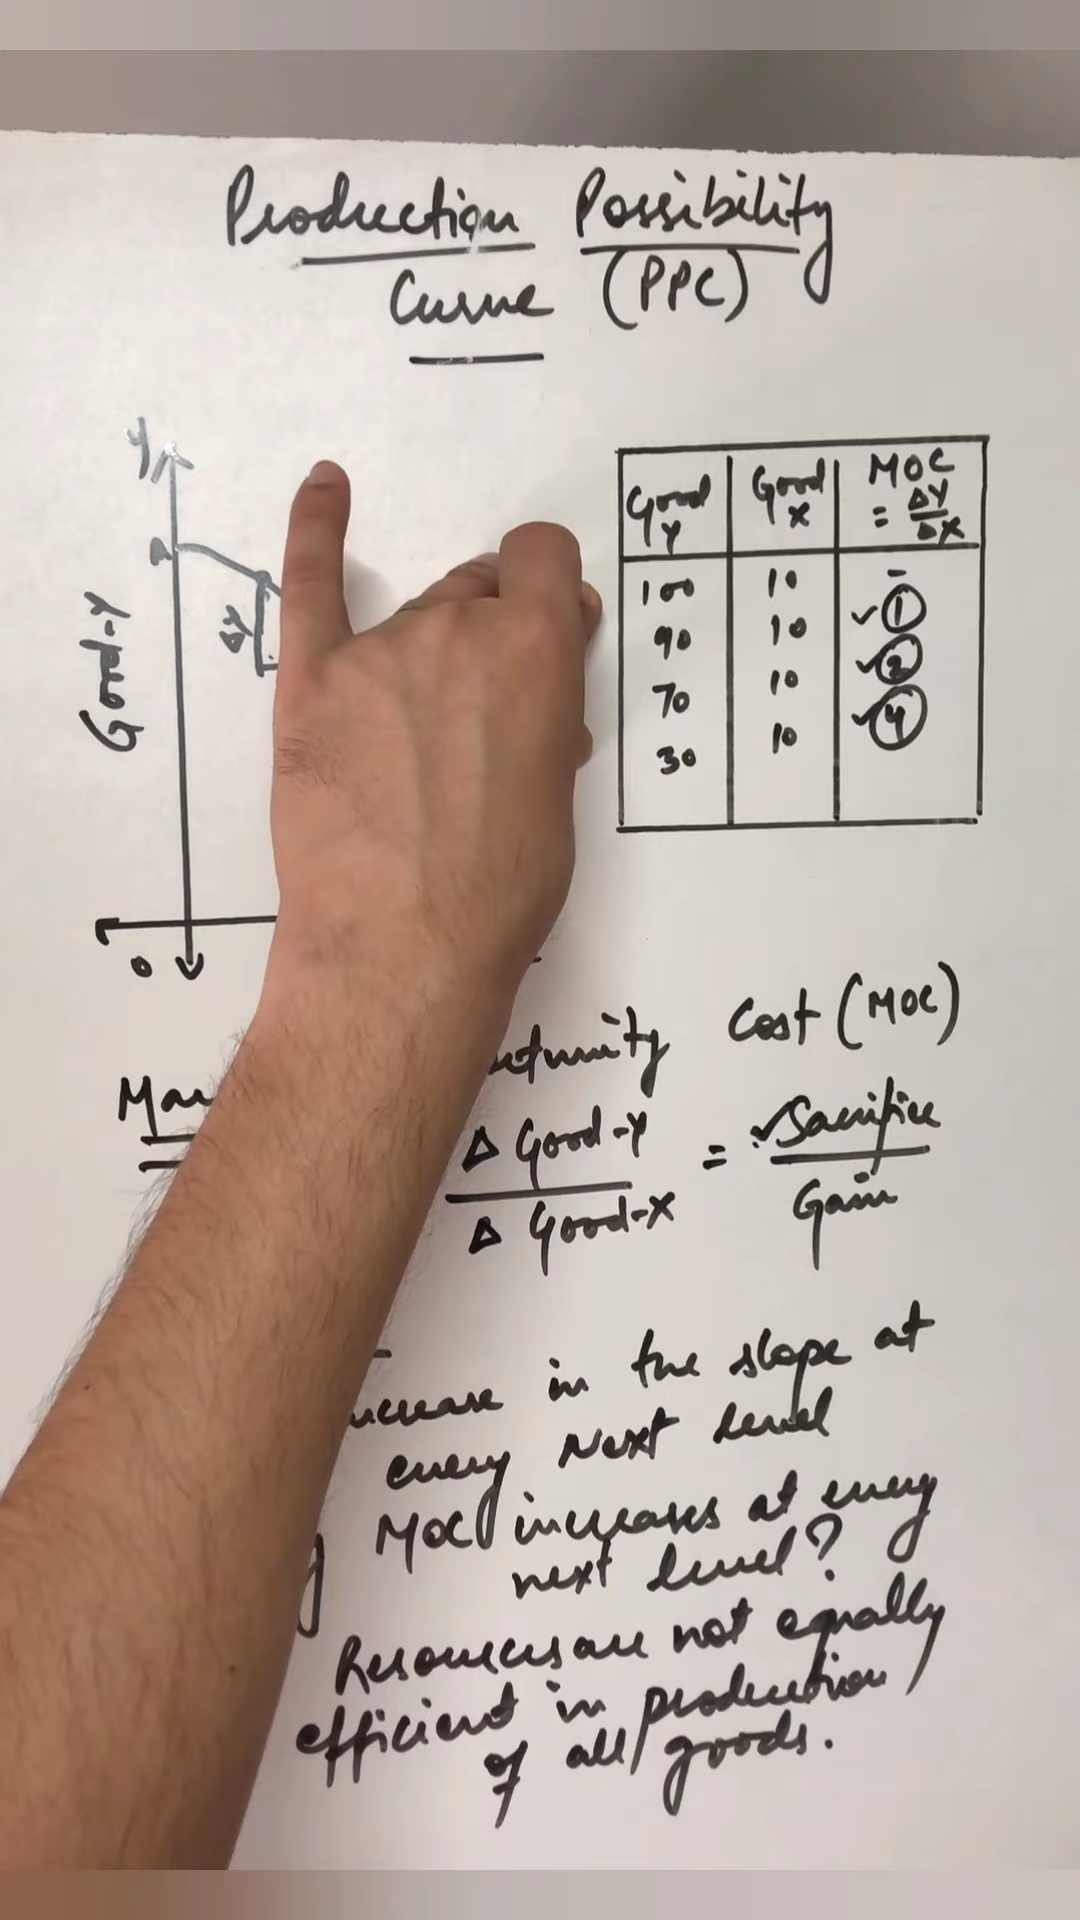 Production Possibility
Curve (PPC)
Y
Good-Y
ΔY
0
Good Y Good X MOC = ΔY/ΔX
100 10 -
90 10 1
70 10 2
30 10 4
Cost (MOC)
Δ Good-Y = Sacrifice
Δ Good-X Gain
in the slope at
every Next level
MOC increases at every
next level?
Resources are not equally
efficient in production
of all goods.